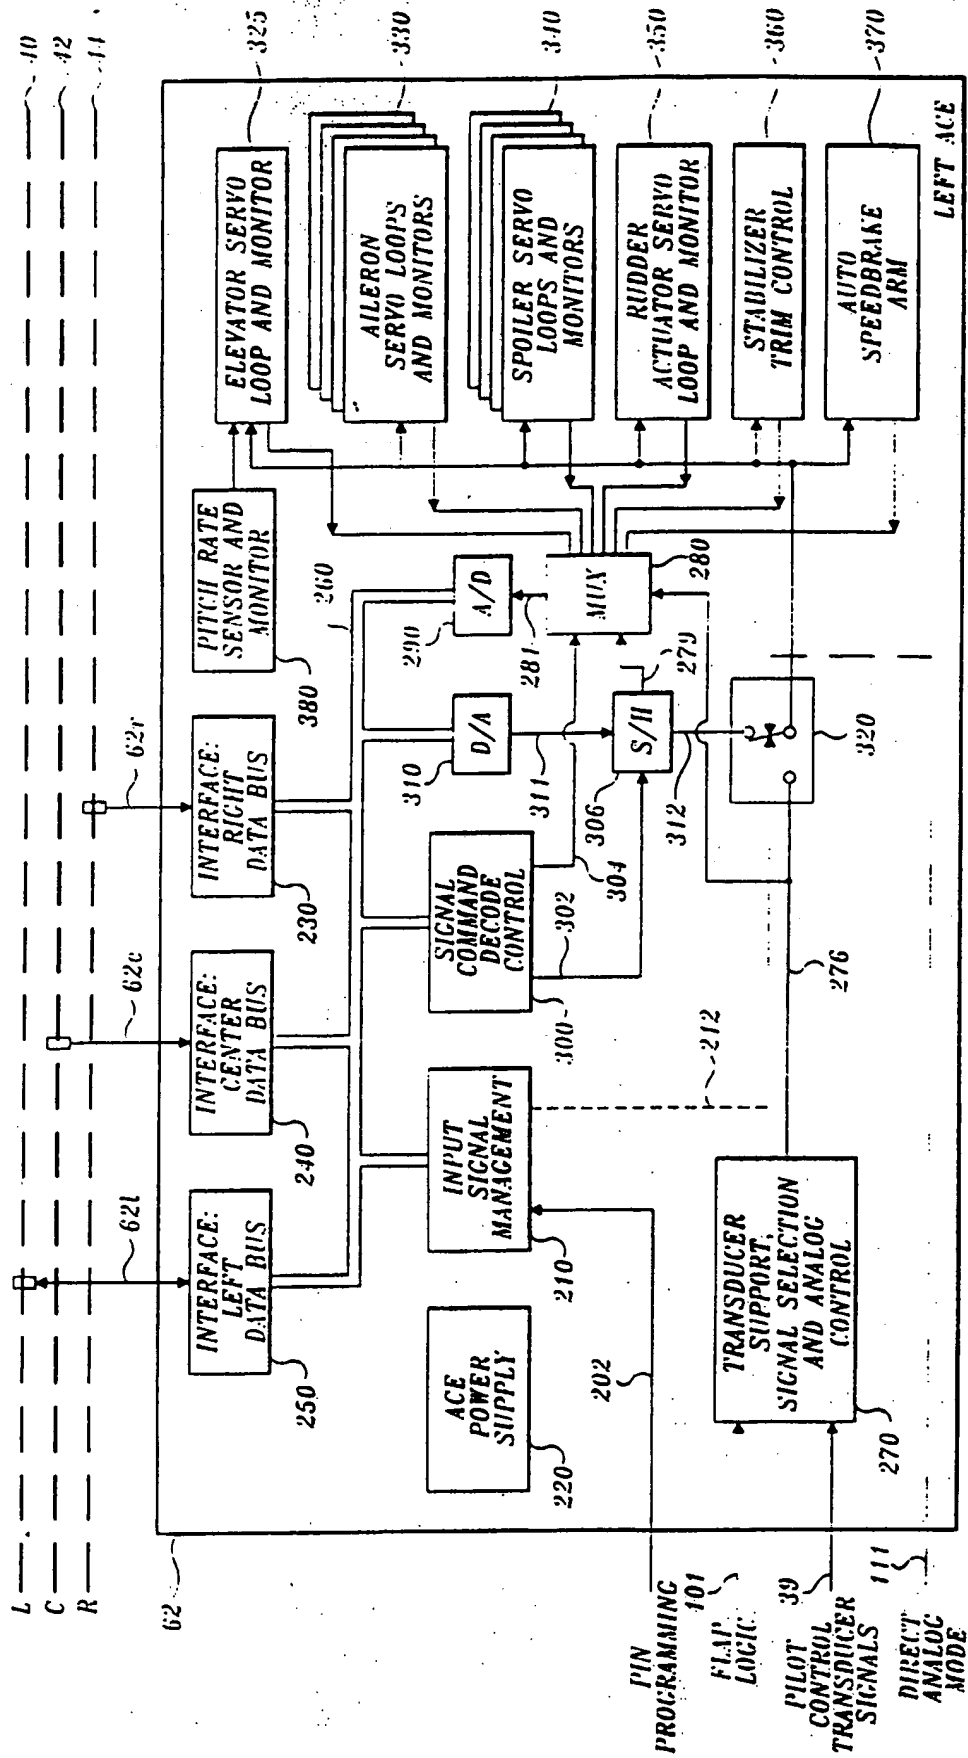 L
C
R
40
42
44
62
62l
62c
62r
INTERFACE:
LEFT
DATA BUS
250
INTERFACE:
CENTER
DATA BUS
240
INTERFACE:
RIGHT
DATA BUS
230
PITCH RATE
SENSOR AND
MONITOR
380
260
ELEVATOR SERVO
LOOP AND MONITOR
325
AILERON
SERVO LOOPS
AND MONITORS
330
SPOILER SERVO
LOOPS AND
MONITORS
340
RUDDER
ACTUATOR SERVO
LOOP AND MONITOR
350
STABILIZER
TRIM CONTROL
360
AUTO
SPEEDBRAKE
ARM
370
ACE
POWER
SUPPLY
220
INPUT
SIGNAL
MANAGEMENT
210
212
SIGNAL
COMMAND
DECODE
CONTROL
300
302
304
D/A
310
311
A/D
290
281
MUX
280
S/H
306
279
312
320
276
TRANSDUCER
SUPPORT,
SIGNAL SELECTION
AND ANALOG
CONTROL
270
202
PIN
PROGRAMMING
101
FLAP
LOGIC
39
PILOT
CONTROL
TRANSDUCER
SIGNALS
111
DIRECT
ANALOG
MODE
LEFT ACE